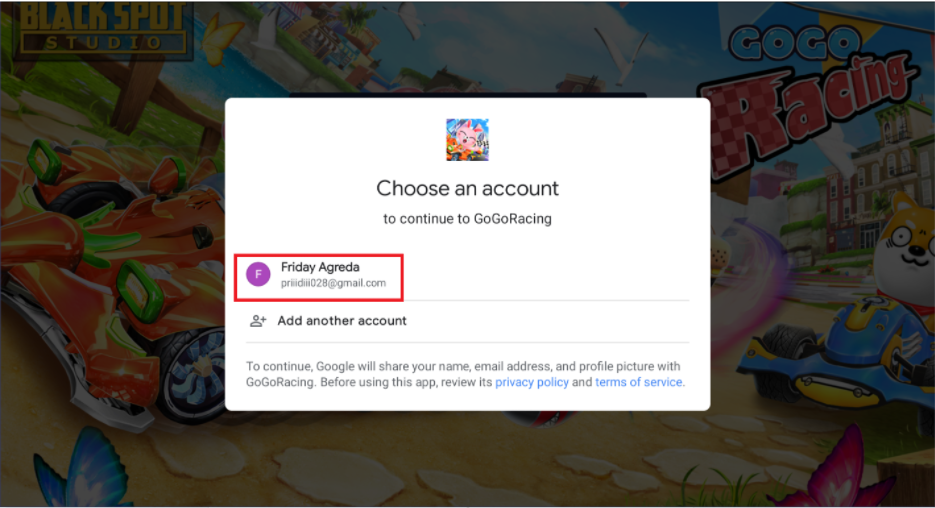 BLACK SPOT
STUDIO
GOGO
Racing
Choose an account
to continue to GoGoRacing
F
Friday Agreda
priiidiii028@gmail.com
Add another account
To continue, Google will share your name, email address, and profile picture with
GoGoRacing. Before using this app, review its privacy policy and terms of service.